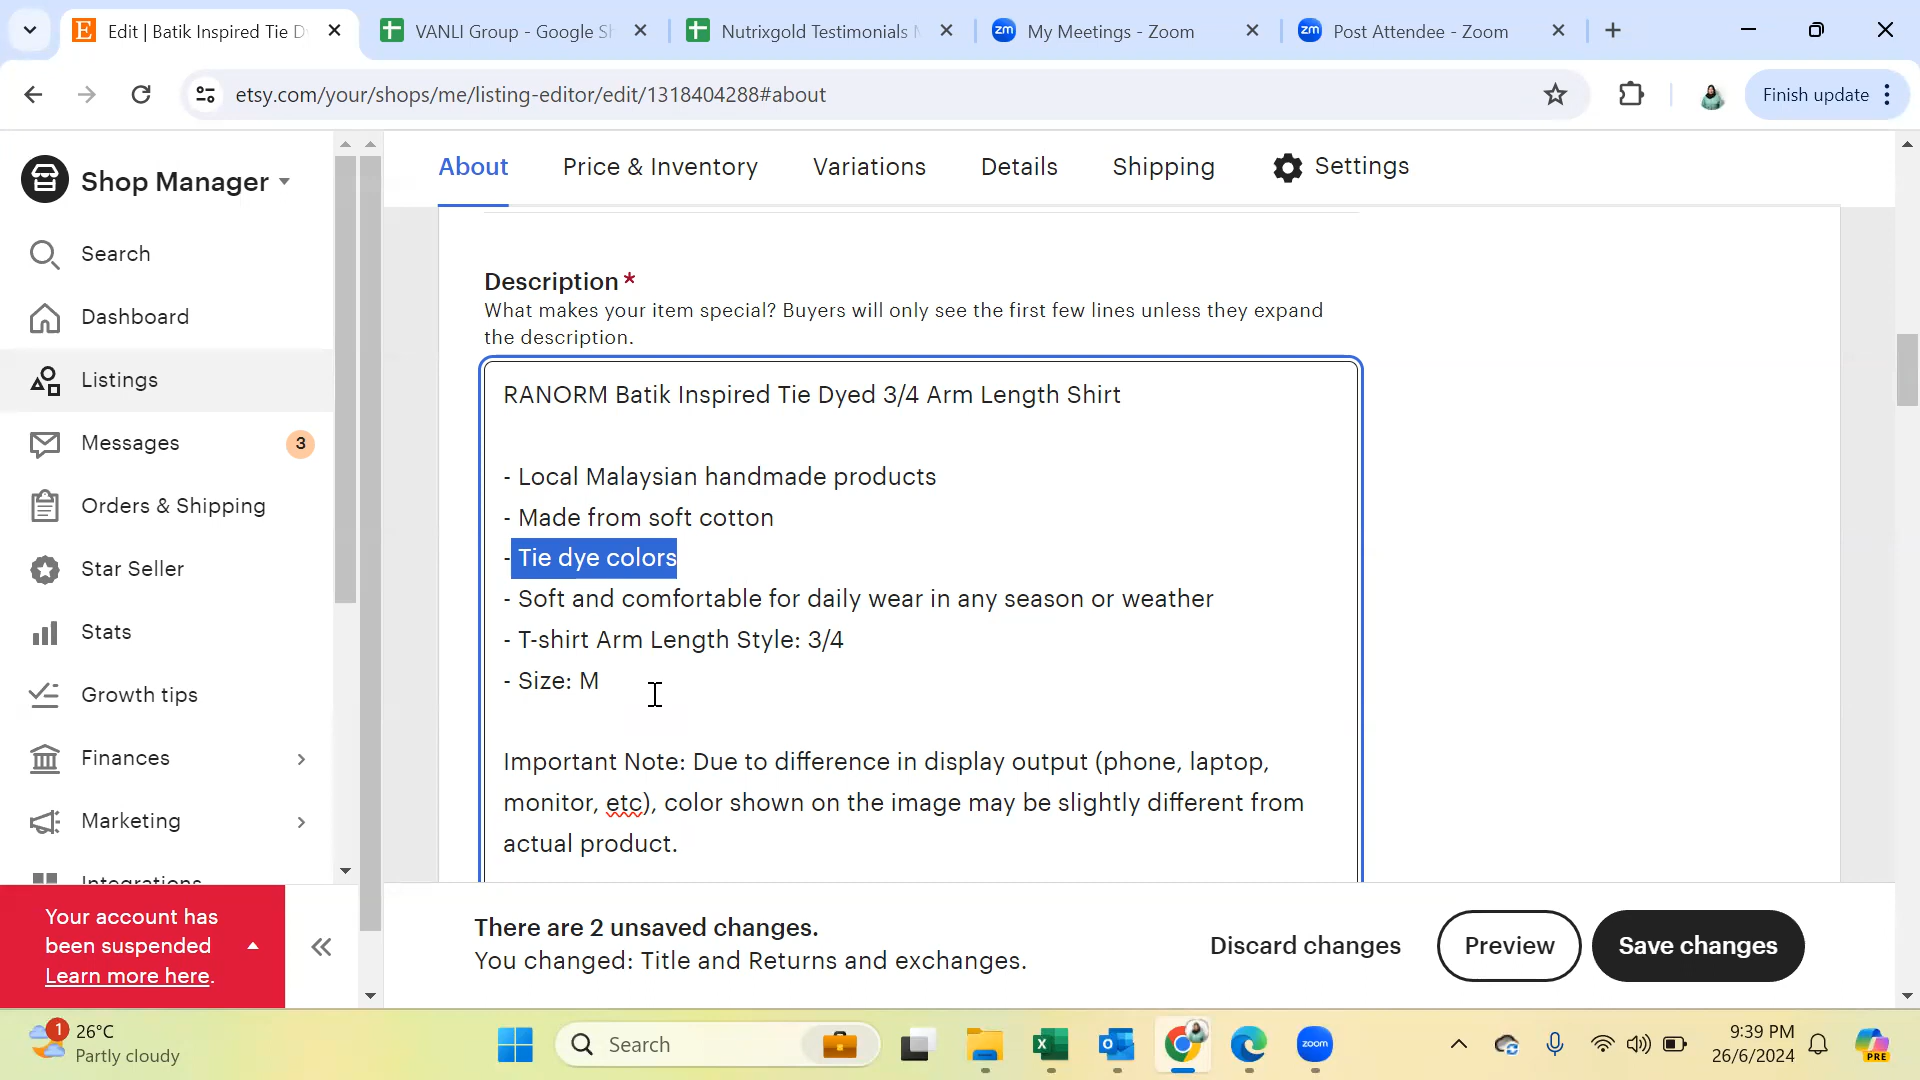 Edit | Batik Inspired Tie D
VANLI Group - Google Sh
Nutrixgold Testimonials
zm
My Meetings - Zoom
zm
Post Attendee - Zoom
etsy.com/your/shops/me/listing-editor/edit/1318404288#about
Finish update
Shop Manager
Search
Dashboard
Listings
Messages
3
Orders & Shipping
Star Seller
Stats
Growth tips
Finances
Marketing
Integrations
Your account has
been suspended
Learn more here.
About
Price & Inventory
Variations
Details
Shipping
Settings
Description *
What makes your item special? Buyers will only see the first few lines unless they expand
the description.
RANORM Batik Inspired Tie Dyed 3/4 Arm Length Shirt
- Local Malaysian handmade products
- Made from soft cotton
- Tie dye colors
- Soft and comfortable for daily wear in any season or weather
- T-shirt Arm Length Style: 3/4
- Size: M
Important Note: Due to difference in display output (phone, laptop,
monitor, etc), color shown on the image may be slightly different from
actual product.
There are 2 unsaved changes.
You changed: Title and Returns and exchanges.
Discard changes
Preview
Save changes
1
26°C
Partly cloudy
Search
zoom
9:39 PM
26/6/2024
PRE